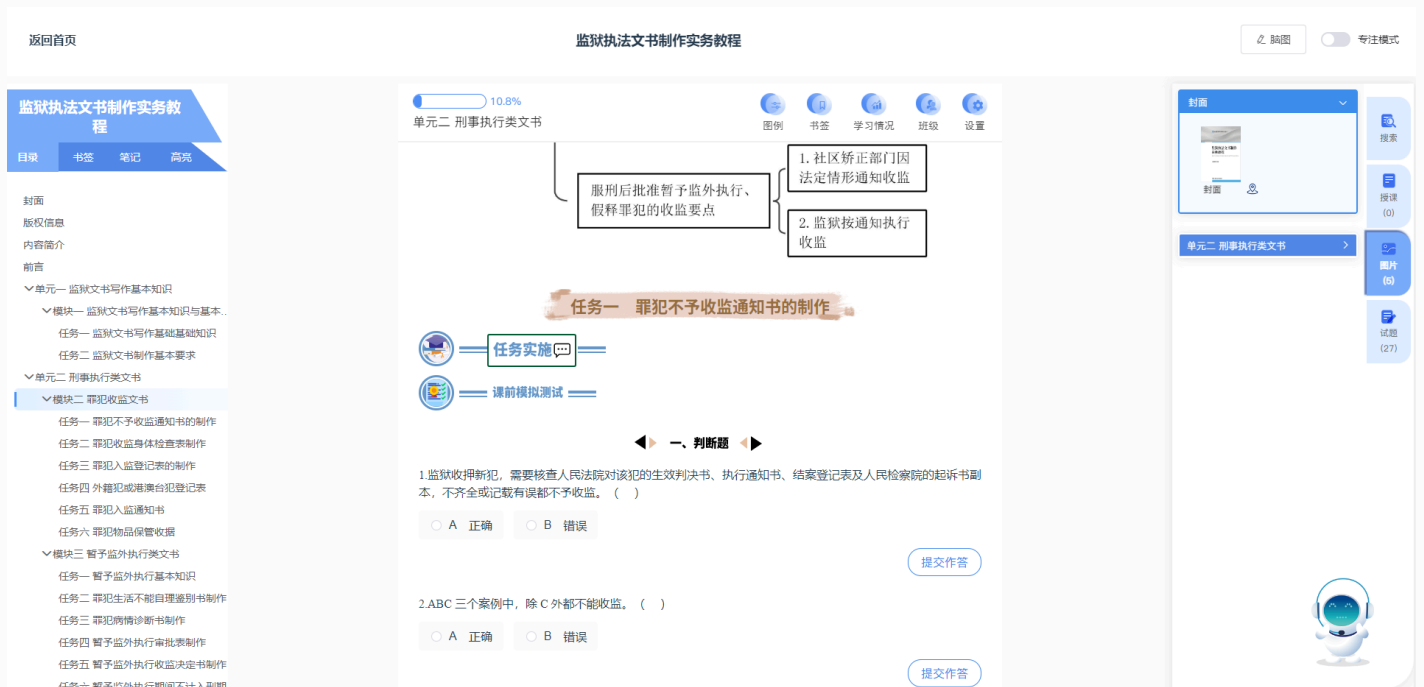 返回首页
监狱执法文书制作实务教程
脑图
专注模式
监狱执法文书制作实务教
程
目录
书签
笔记
高亮
封面
版权信息
内容简介
前言
单元一 监狱文书写作基本知识
模块一 监狱文书写作基本知识与基本...
任务一 监狱文书写作基础基础知识
任务二 监狱文书制作基本要求
单元二 刑事执行类文书
模块二 罪犯收监文书
任务一 罪犯不予收监通知书的制作
任务二 罪犯收监身体检查表制作
任务三 罪犯入监登记表的制作
任务四 外籍犯或港澳台犯登记表
任务五 罪犯入监通知书
任务六 罪犯物品保管收据
模块三 暂予监外执行类文书
任务一 暂予监外执行基本知识
任务二 罪犯生活不能自理鉴别书制作
任务三 罪犯病情诊断书制作
任务四 暂予监外执行审批表制作
任务五 暂予监外执行收监决定书制作
任务六 暂予监外执行期间不计入刑期
10.8%
单元二 刑事执行类文书
图例
书签
学习情况
班级
设置
服刑后批准暂予监外执行、
假释罪犯的收监要点
1. 社区矫正部门因
法定情形通知收监
2. 监狱按通知执行
收监
任务一 罪犯不予收监通知书的制作
任务实施
课前模拟测试
一、判断题
1.监狱收押新犯，需要核查人民法院对该犯的生效判决书、执行通知书、结案登记表及人民检察院的起诉书副
本，不齐全或记载有误都不予收监。（ ）
A 正确
B 错误
提交作答
2.ABC 三个案例中，除 C 外都不能收监。（ ）
A 正确
B 错误
提交作答
封面
封面
单元二 刑事执行类文书
搜索
授课
(0)
图片
(5)
试题
(27)